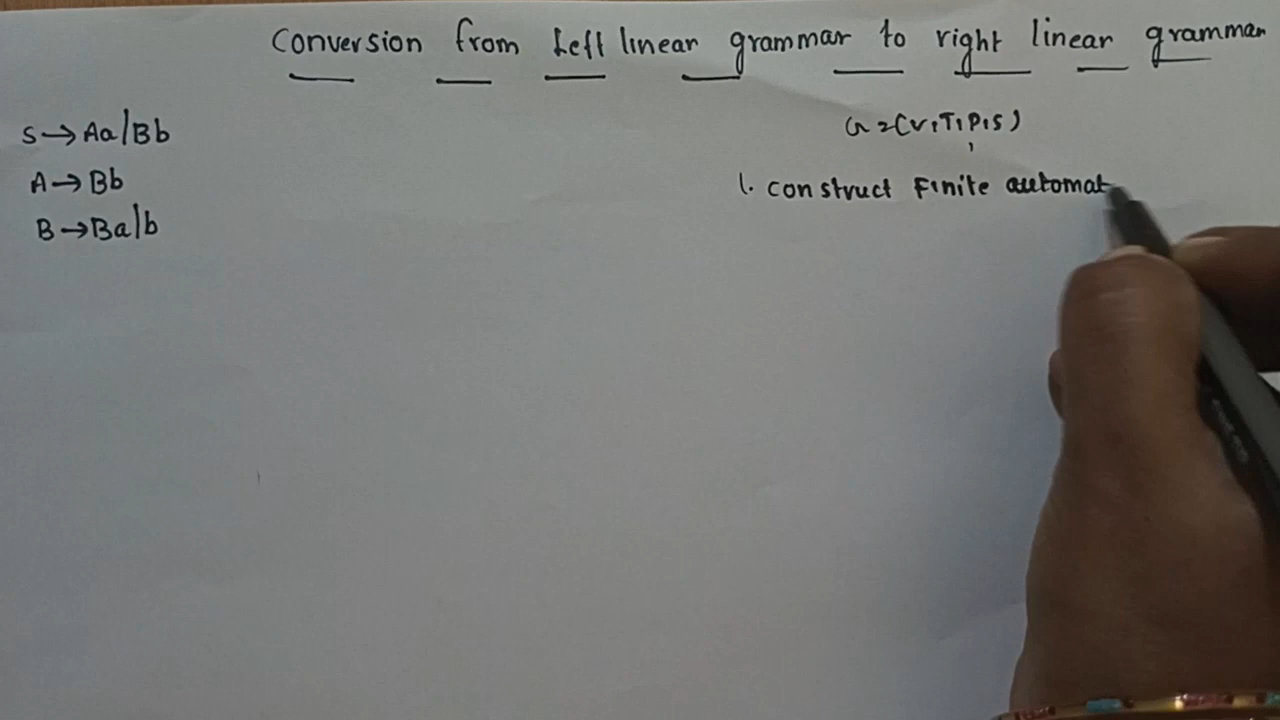 Conversion from Left linear grammar to right linear grammar
S→Aa/Bb
A→Bb
B→Ba/b
G=(V,T,P,S)
1. construct Finite automat